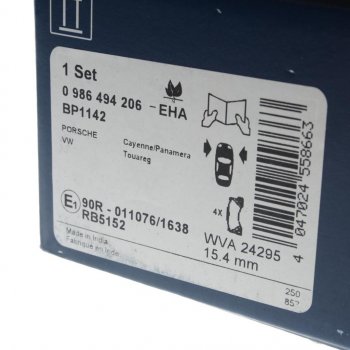 1 Set
0 986 494 206 -EHA
BP1142
PORSCHE Cayenne/Panamera
VW Touareg
4X
E1 90R - 011076/1638
RB5152
Made in India
Fabriqué en Inde
WVA 24295
15.4 mm
250
4 047024 558663